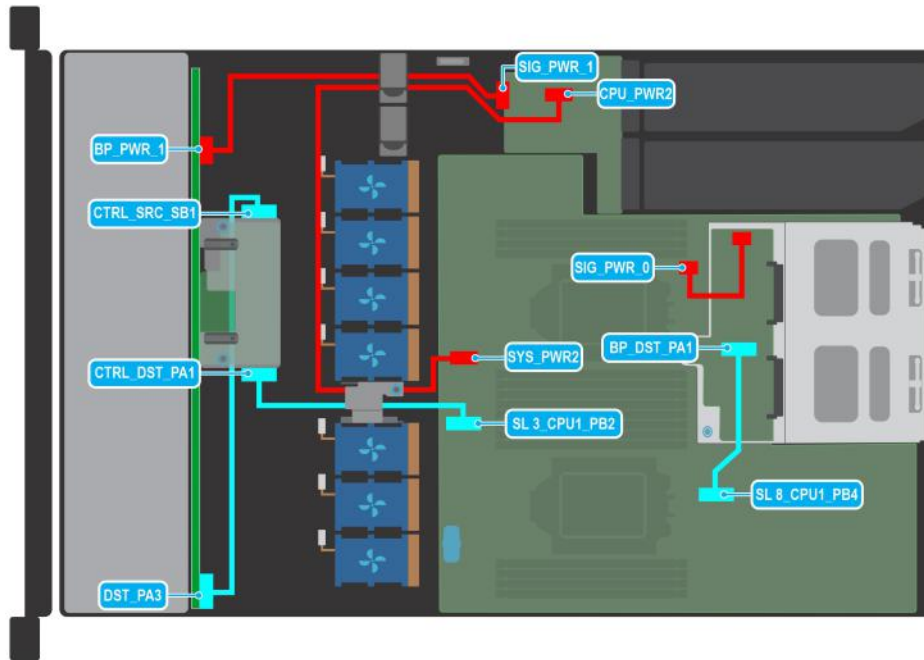 SIG_PWR_1
CPU_PWR2
BP_PWR_1
CTRL_SRC_SB1
SIG_PWR_0
SYS_PWR2
BP_DST_PA1
CTRL_DST_PA1
SL 3_CPU1_PB2
SL 8_CPU1_PB4
DST_PA3